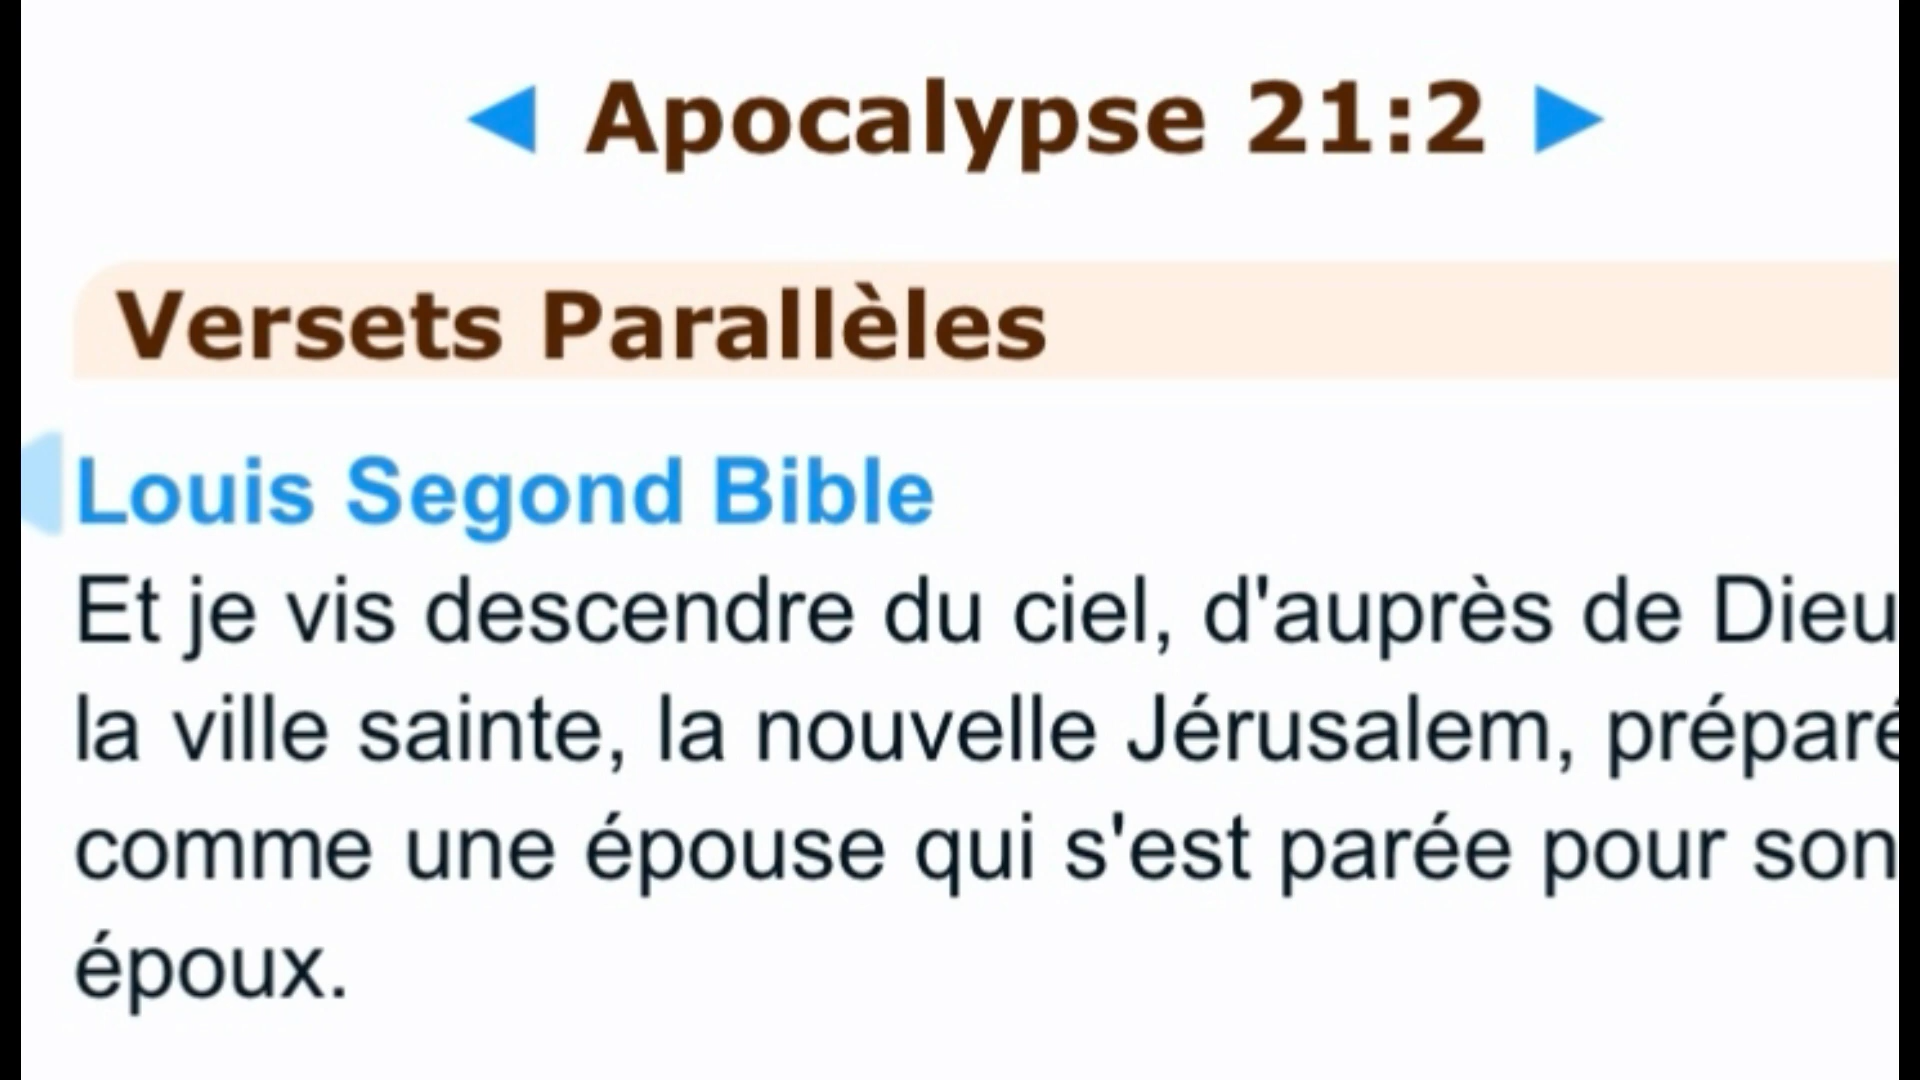 Apocalypse 21:2
Versets Parallèles
Louis Segond Bible
Et je vis descendre du ciel, d'auprès de Dieu
la ville sainte, la nouvelle Jérusalem, préparé
comme une épouse qui s'est parée pour son
époux.